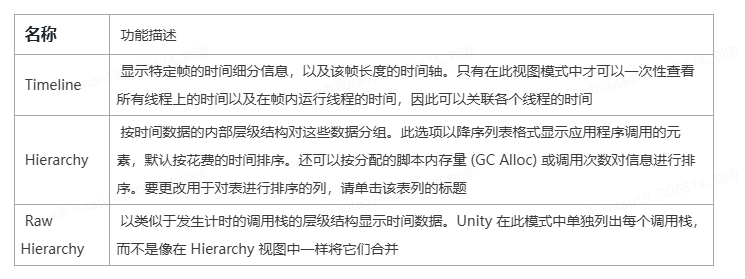 名称
功能描述
Timeline
显示特定帧的时间细分信息，以及该帧长度的时间轴。只有在此视图模式中才可以一次性查看
所有线程上的时间以及在帧内运行线程的时间，因此可以关联各个线程的时间
Hierarchy
按时间数据的内部层级结构对这些数据分组。此选项以降序列表格式显示应用程序调用的元
素，默认按花费的时间排序。还可以按分配的脚本内存量 (GC Alloc) 或调用次数对信息进行排
序。要更改用于对表进行排序的列，请单击该表列的标题
Raw
Hierarchy
以类似于发生计时的调用栈的层级结构显示时间数据。Unity 在此模式中单独列出每个调用栈，
而不是像在 Hierarchy 视图中一样将它们合并